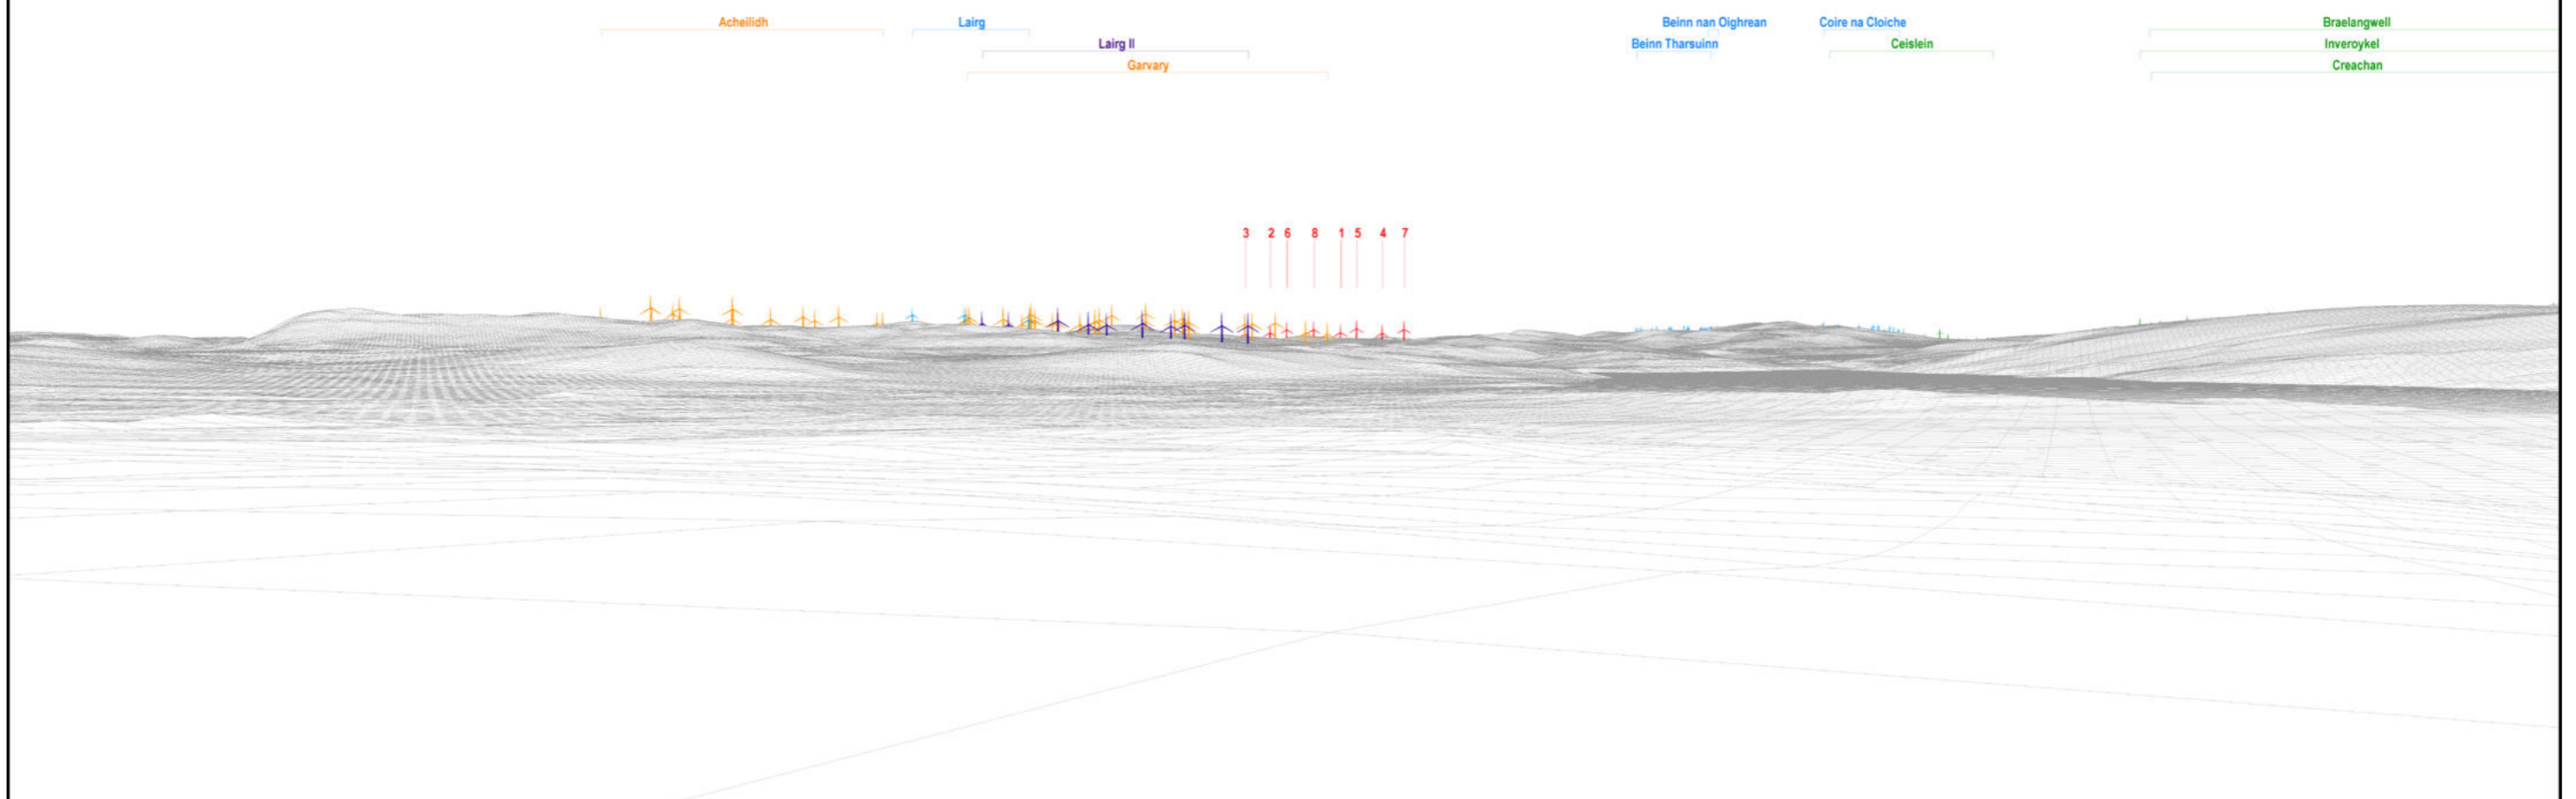 Acheilidh Lairg Beinn nan Oighrean Coire na Cloiche Braelangwell
Lairg II Beinn Tharsuinn Ceislein Inveroykel
Garvary Creachan
3 2 6 8 1 5 4 7